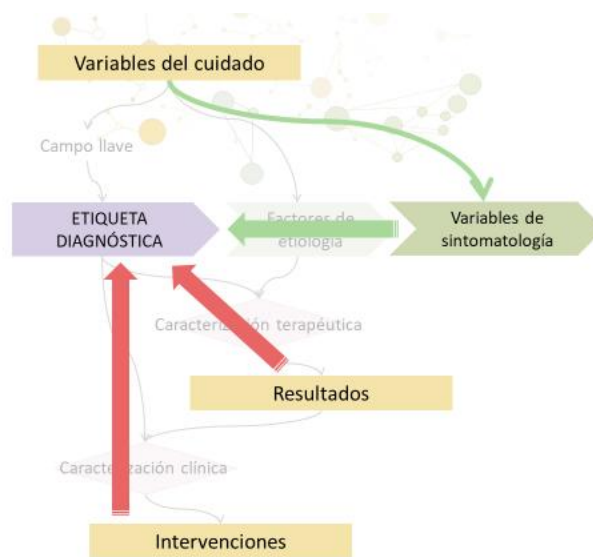 Variables del cuidado
Campo llave
ETIQUETA
DIAGNÓSTICA
Factores de
etiología
Variables de
sintomatología
Caracterización terapéutica
Resultados
Caracterización clínica
Intervenciones